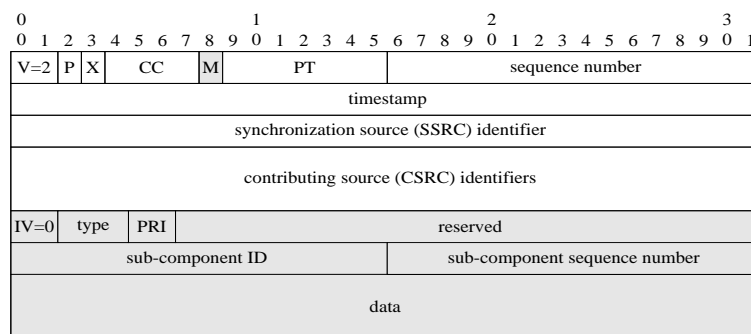 0 1 2 3
0 1 2 3 4 5 6 7 8 9 0 1 2 3 4 5 6 7 8 9 0 1 2 3 4 5 6 7 8 9 0 1
V=2 P X CC M PT sequence number
timestamp
synchronization source (SSRC) identifier
contributing source (CSRC) identifiers
IV=0 type PRI reserved
sub-component ID sub-component sequence number
data